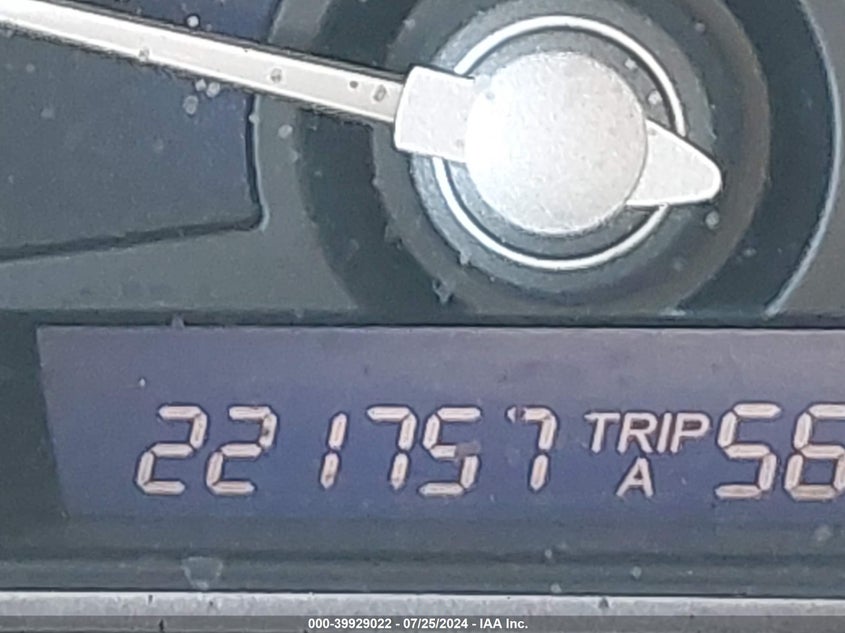 221757 TRIP A 56
000-39929022 - 07/25/2024 - IAA Inc.